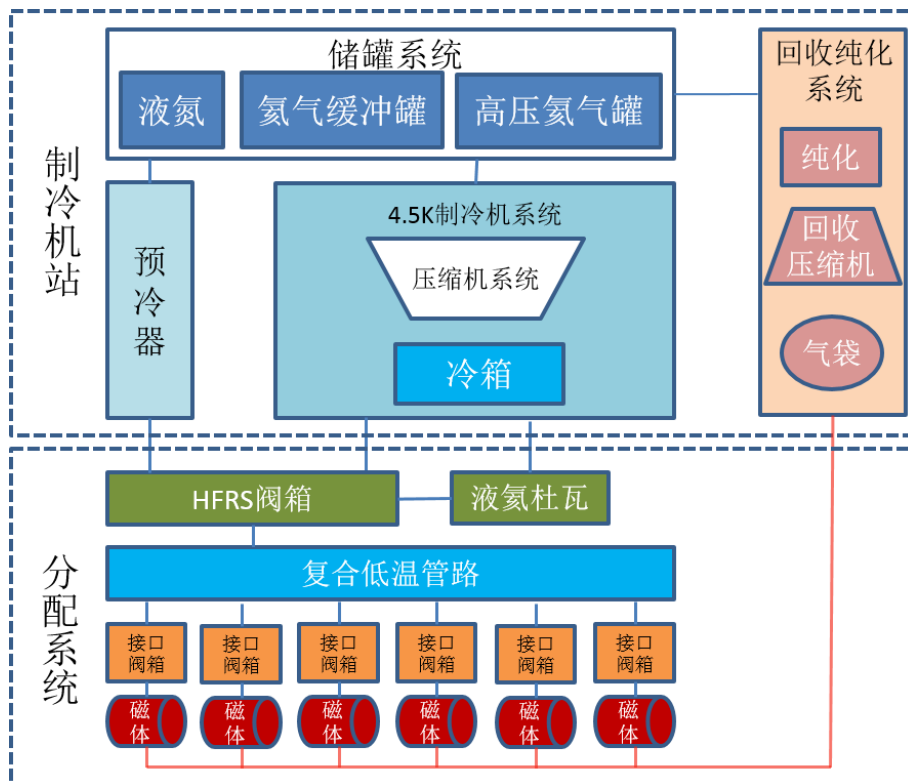 制冷机站
储罐系统
液氮
氦气缓冲罐
高压氦气罐
预冷器
4.5K制冷机系统
压缩机系统
冷箱
回收纯化
系统
纯化
回收
压缩机
气袋
分配系统
HFRS阀箱
液氦杜瓦
复合低温管路
接口
阀箱
接口
阀箱
接口
阀箱
接口
阀箱
接口
阀箱
接口
阀箱
磁
体
磁
体
磁
体
磁
体
磁
体
磁
体